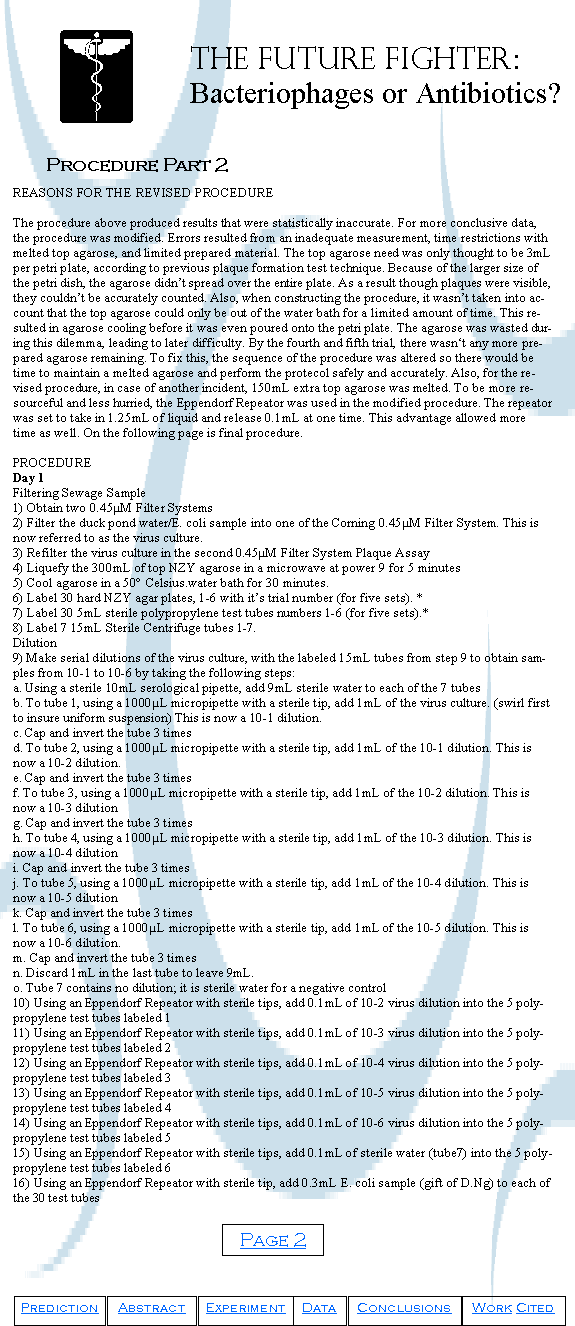 THE FUTURE FIGHTER:
Bacteriophages or Antibiotics?
Procedure Part 2
REASONS FOR THE REVISED PROCEDURE
The procedure above produced results that were statistically inaccurate. For more conclusive data,
the procedure was modified. Errors resulted from an inadequate measurement, time restrictions with
melted top agarose, and limited prepared material. The top agarose need was only thought to be 3mL
per petri plate, according to previous plaque formation test technique. Because of the larger size of
the petri dish, the agarose didn't spread over the entire plate. As a result though plaques were visible,
they couldn't be accurately counted. Also, when constructing the procedure, it wasn't taken into ac-
count that the top agarose could only be out of the water bath for a limited amount of time. This re-
sulted in agarose cooling before it was even poured onto the petri plate. The agarose was wasted dur-
ing this dilemma, leading to later difficulty. By the fourth and fifth trial, there wasn't any more pre-
pared agarose remaining. To fix this, the sequence of the procedure was altered so there would be
time to maintain a melted agarose and perform the protecol safely and accurately. Also, for the re-
vised procedure, in case of another incident, 150mL extra top agarose was melted. To be more re-
sourceful and less hurried, the Eppendorf Repeator was used in the modified procedure. The repeator
was set to take in 1.25mL of liquid and release 0.1mL at one time. This advantage allowed more
time as well. On the following page is final procedure.
PROCEDURE
Day 1
Filtering Sewage Sample
1) Obtain two 0.45µM Filter Systems
2) Filter the duck pond water/E. coli sample into one of the Corning 0.45µM Filter System. This is
now referred to as the virus culture.
3) Refilter the virus culture in the second 0.45µM Filter System Plaque Assay
4) Liquefy the 300mL of top NZY agarose in a microwave at power 9 for 5 minutes
5) Cool agarose in a 50° Celsius.water bath for 30 minutes.
6) Label 30 hard NZY agar plates, 1-6 with it's trial number (for five sets). *
7) Label 30 5mL sterile polypropylene test tubes numbers 1-6 (for five sets).*
8) Label 7 15mL Sterile Centrifuge tubes 1-7.
Dilution
9) Make serial dilutions of the virus culture, with the labeled 15mL tubes from step 9 to obtain sam-
ples from 10-1 to 10-6 by taking the following steps:
a. Using a sterile 10mL serological pipette, add 9mL sterile water to each of the 7 tubes
b. To tube 1, using a 1000µL micropipette with a sterile tip, add 1mL of the virus culture. (swirl first
to insure uniform suspension) This is now a 10-1 dilution.
c. Cap and invert the tube 3 times
d. To tube 2, using a 1000µL micropipette with a sterile tip, add 1mL of the 10-1 dilution. This is
now a 10-2 dilution.
e. Cap and invert the tube 3 times
f. To tube 3, using a 1000µL micropipette with a sterile tip, add 1mL of the 10-2 dilution. This is
now a 10-3 dilution
g. Cap and invert the tube 3 times
h. To tube 4, using a 1000µL micropipette with a sterile tip, add 1mL of the 10-3 dilution. This is
now a 10-4 dilution
i. Cap and invert the tube 3 times
j. To tube 5, using a 1000µL micropipette with a sterile tip, add 1mL of the 10-4 dilution. This is
now a 10-5 dilution
k. Cap and invert the tube 3 times
l. To tube 6, using a 1000µL micropipette with a sterile tip, add 1mL of the 10-5 dilution. This is
now a 10-6 dilution.
m. Cap and invert the tube 3 times
n. Discard 1mL in the last tube to leave 9mL.
o. Tube 7 contains no dilution; it is sterile water for a negative control
10) Using an Eppendorf Repeator with sterile tips, add 0.1mL of 10-2 virus dilution into the 5 poly-
propylene test tubes labeled 1
11) Using an Eppendorf Repeator with sterile tips, add 0.1mL of 10-3 virus dilution into the 5 poly-
propylene test tubes labeled 2
12) Using an Eppendorf Repeator with sterile tips, add 0.1mL of 10-4 virus dilution into the 5 poly-
propylene test tubes labeled 3
13) Using an Eppendorf Repeator with sterile tips, add 0.1mL of 10-5 virus dilution into the 5 poly-
propylene test tubes labeled 4
14) Using an Eppendorf Repeator with sterile tips, add 0.1mL of 10-6 virus dilution into the 5 poly-
propylene test tubes labeled 5
15) Using an Eppendorf Repeator with sterile tips, add 0.1mL of sterile water (tube7) into the 5 poly-
propylene test tubes labeled 6
16) Using an Eppendorf Repeator with sterile tip, add 0.3mL E. coli sample (gift of D.Ng) to each of
the 30 test tubes
Page 2
Prediction Abstract Experiment Data Conclusions Work Cited